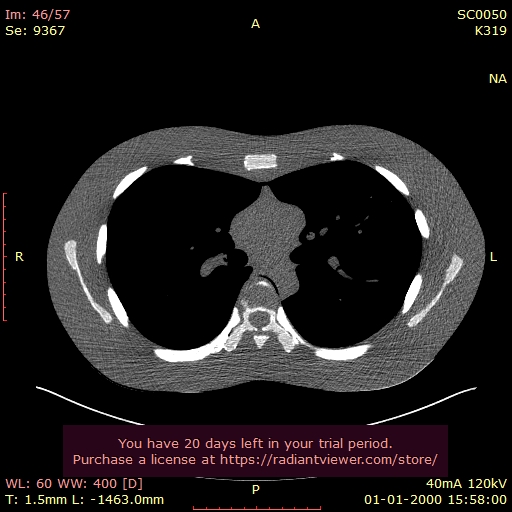 Im: 46/57
Se: 9367
A
SC0050
K319
NA
R
L
You have 20 days left in your trial period.
Purchase a license at https://radiantviewer.com/store/
WL: 60 WW: 400 [D]
T: 1.5mm L: -1463.0mm
P
40mA 120kV
01-01-2000 15:58:00